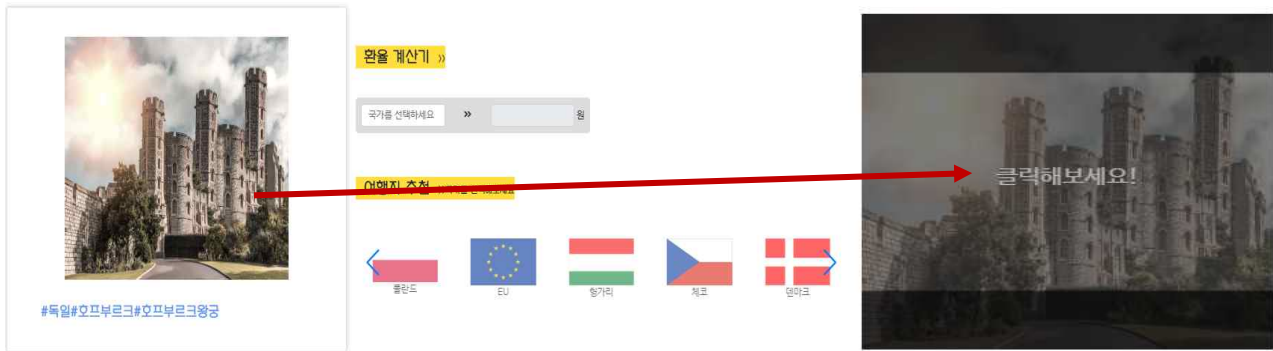 환율 계산기 »
국가를 선택하세요 » 원
여행지 추첨
클릭해보세요!
폴란드 EU 헝가리 체코 덴마크
#독일#호프부르크#호프부르크왕궁